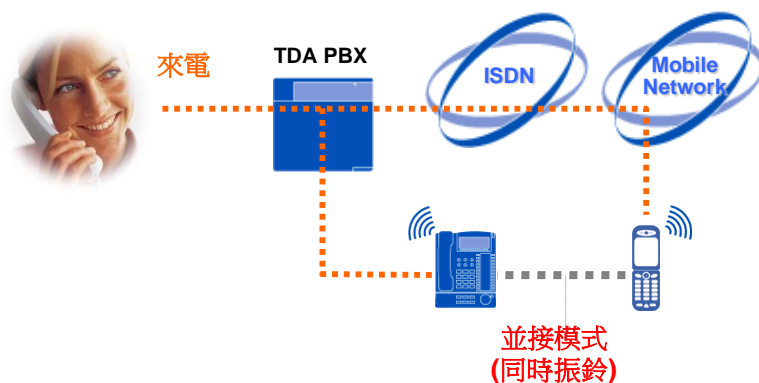 來電
TDA PBX
ISDN
Mobile
Network
並接模式
(同時振鈴)